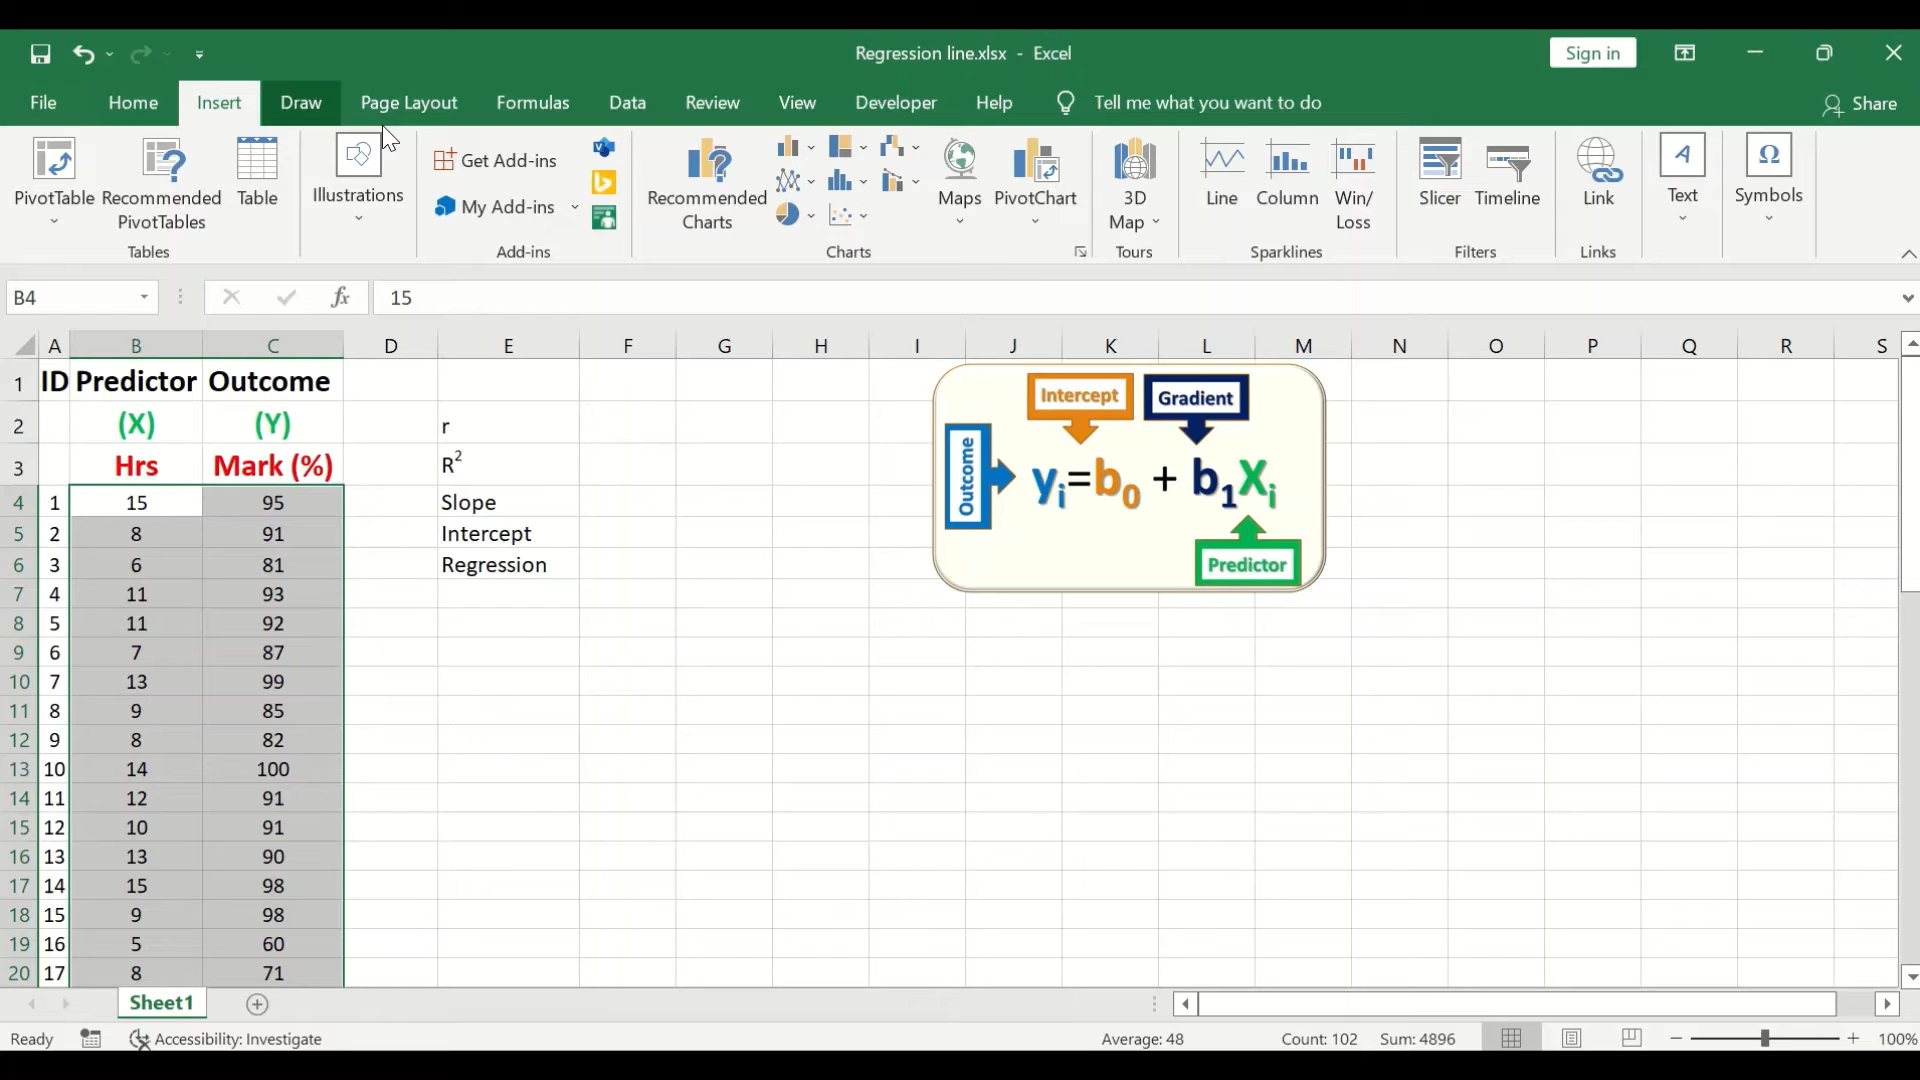 Regression line.xlsx - Excel
Sign in
File Home Insert Draw Page Layout Formulas Data Review View Developer Help Tell me what you want to do Share
PivotTable
Recommended
PivotTables
Table
Tables
Illustrations
Get Add-ins
My Add-ins
Add-ins
Recommended
Charts
Maps
PivotChart
Charts
3D
Map
Tours
Line
Column
Win/
Loss
Sparklines
Slicer
Timeline
Filters
Link
Links
Text
Symbols
B4 fx 15
A B C D E F G H I J K L M N O P Q R S
1 ID Predictor Outcome
2 (X) (Y) r
3 Hrs Mark (%) R²
4 1 15 95 Slope
5 2 8 91 Intercept
6 3 6 81 Regression
7 4 11 93
8 5 11 92
9 6 7 87
10 7 13 99
11 8 9 85
12 9 8 82
13 10 14 100
14 11 12 91
15 12 10 91
16 13 13 90
17 14 15 98
18 15 9 98
19 16 5 60
20 17 8 71
Intercept Gradient
Outcome
yᵢ=b₀ + b₁Xᵢ
Predictor
Sheet1
Ready Accessibility: Investigate Average: 48 Count: 102 Sum: 4896 100%